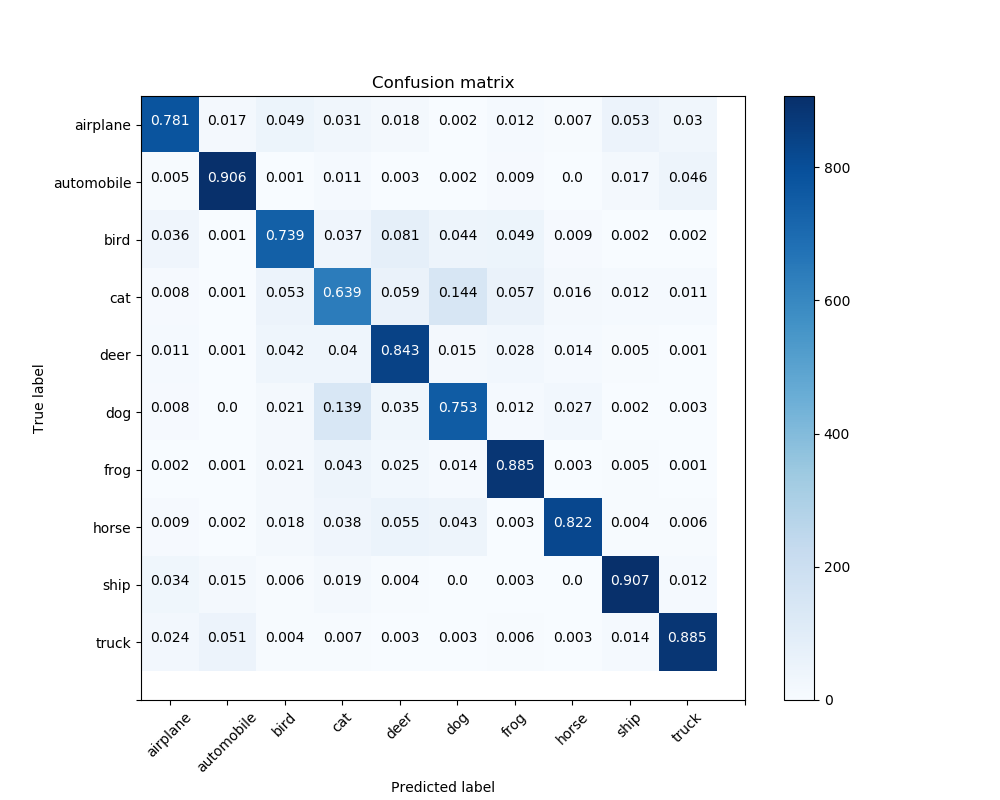 Confusion matrix
airplane 0.781 0.017 0.049 0.031 0.018 0.002 0.012 0.007 0.053 0.03
automobile 0.005 0.906 0.001 0.011 0.003 0.002 0.009 0.0 0.017 0.046
bird 0.036 0.001 0.739 0.037 0.081 0.044 0.049 0.009 0.002 0.002
cat 0.008 0.001 0.053 0.639 0.059 0.144 0.057 0.016 0.012 0.011
deer 0.011 0.001 0.042 0.04 0.843 0.015 0.028 0.014 0.005 0.001
dog 0.008 0.0 0.021 0.139 0.035 0.753 0.012 0.027 0.002 0.003
frog 0.002 0.001 0.021 0.043 0.025 0.014 0.885 0.003 0.005 0.001
horse 0.009 0.002 0.018 0.038 0.055 0.043 0.003 0.822 0.004 0.006
ship 0.034 0.015 0.006 0.019 0.004 0.0 0.003 0.0 0.907 0.012
truck 0.024 0.051 0.004 0.007 0.003 0.003 0.006 0.003 0.014 0.885
airplane automobile bird cat deer dog frog horse ship truck
Predicted label
True label
800
600
400
200
0